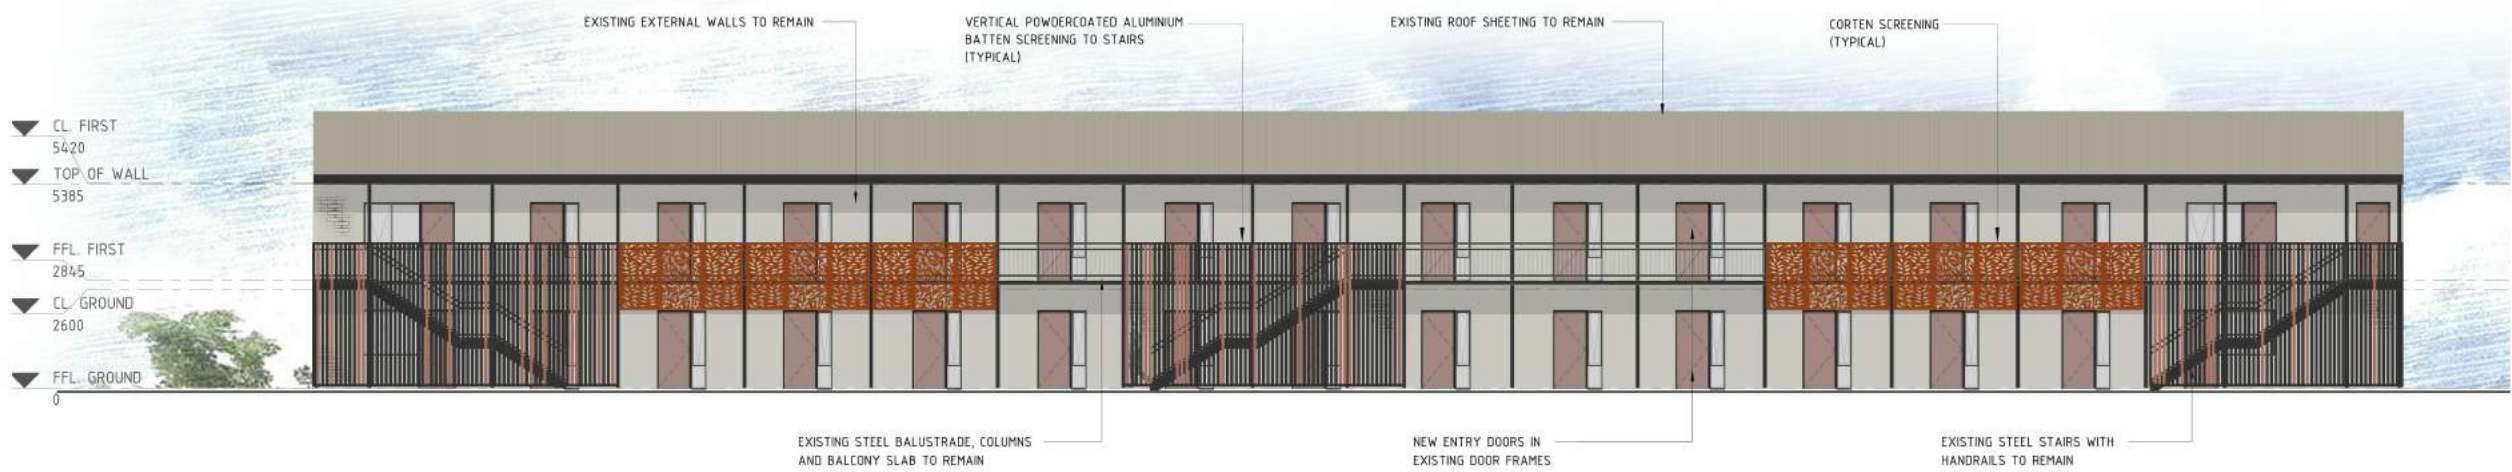 EXISTING EXTERNAL WALLS TO REMAIN
VERTICAL POWDERCOATED ALUMINIUM
BATTEN SCREENING TO STAIRS
(TYPICAL)
EXISTING ROOF SHEETING TO REMAIN
CORTEN SCREENING
(TYPICAL)
CL. FIRST
5420
TOP OF WALL
5385
FFL. FIRST
2845
CL. GROUND
2600
FFL. GROUND
0
EXISTING STEEL BALUSTRADE, COLUMNS
AND BALCONY SLAB TO REMAIN
NEW ENTRY DOORS IN
EXISTING DOOR FRAMES
EXISTING STEEL STAIRS WITH
HANDRAILS TO REMAIN